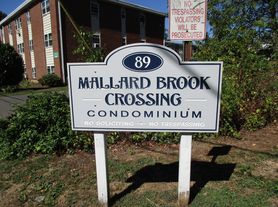 NO TRESPASSING
VIOLATORS
WILL BE
PROSECUTED
89
MALLARD BROOK
CROSSING
CONDOMINIUM
NO SOLICITING NO TRESPASSING